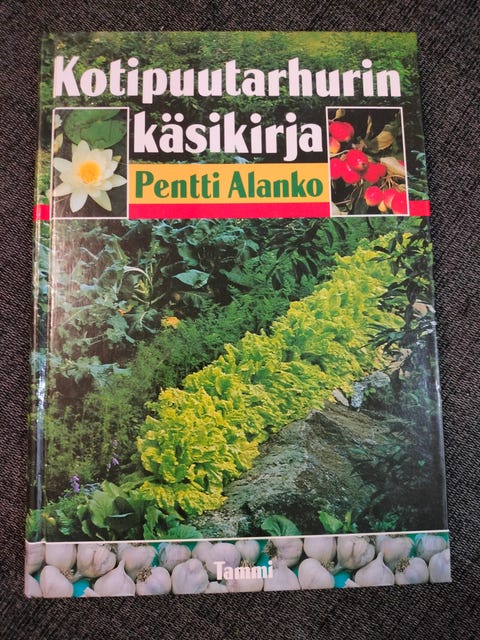 Kotipuutarhurin
käsikirja
Pentti Alanko
Tammi